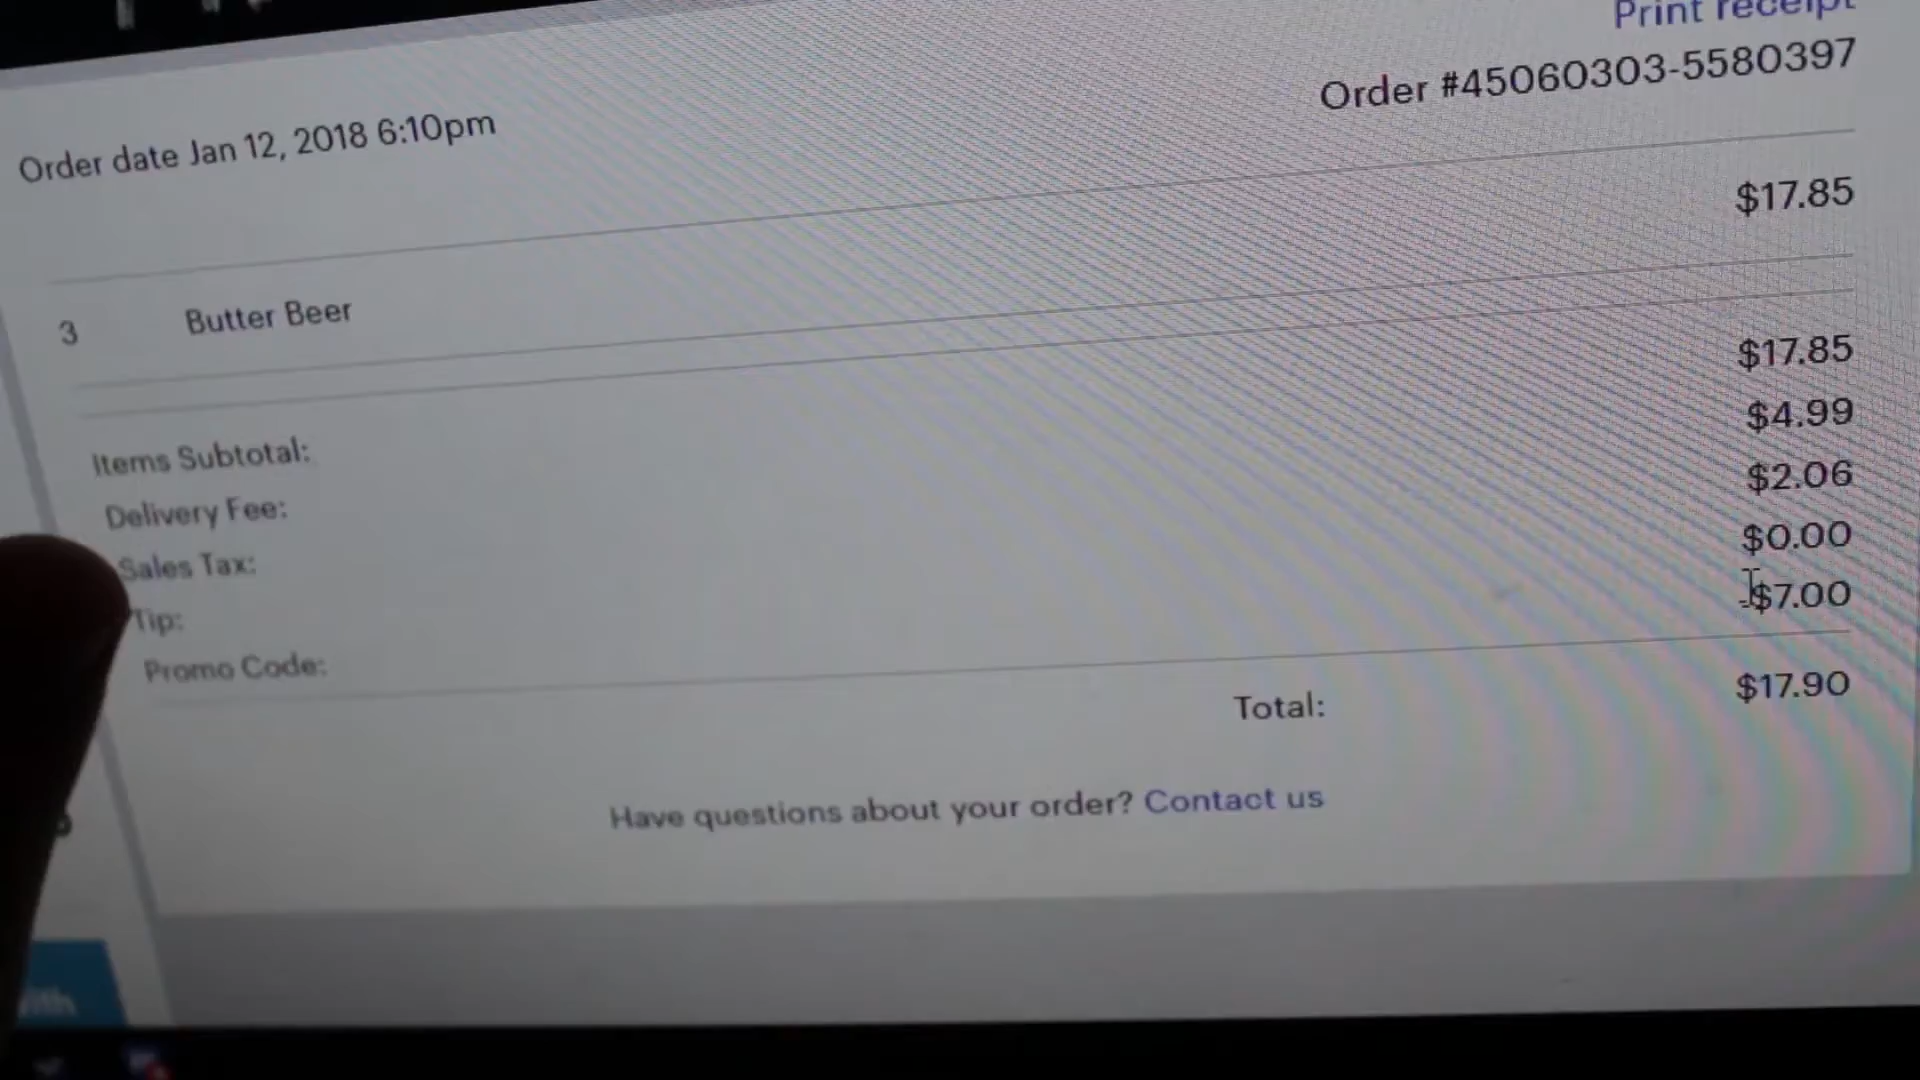 Print receipt
Order date Jan 12, 2018 6:10pm Order #45060303-5580397
3 Butter Beer $17.85
Items Subtotal: $17.85
Delivery Fee: $4.99
Sales Tax: $2.06
Tip: $0.00
Promo Code: -$7.00
Total: $17.90
Have questions about your order? Contact us